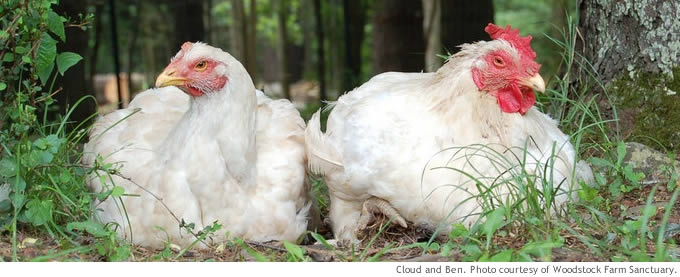 Cloud and Ben. Photo courtesy of Woodstock Farm Sanctuary.